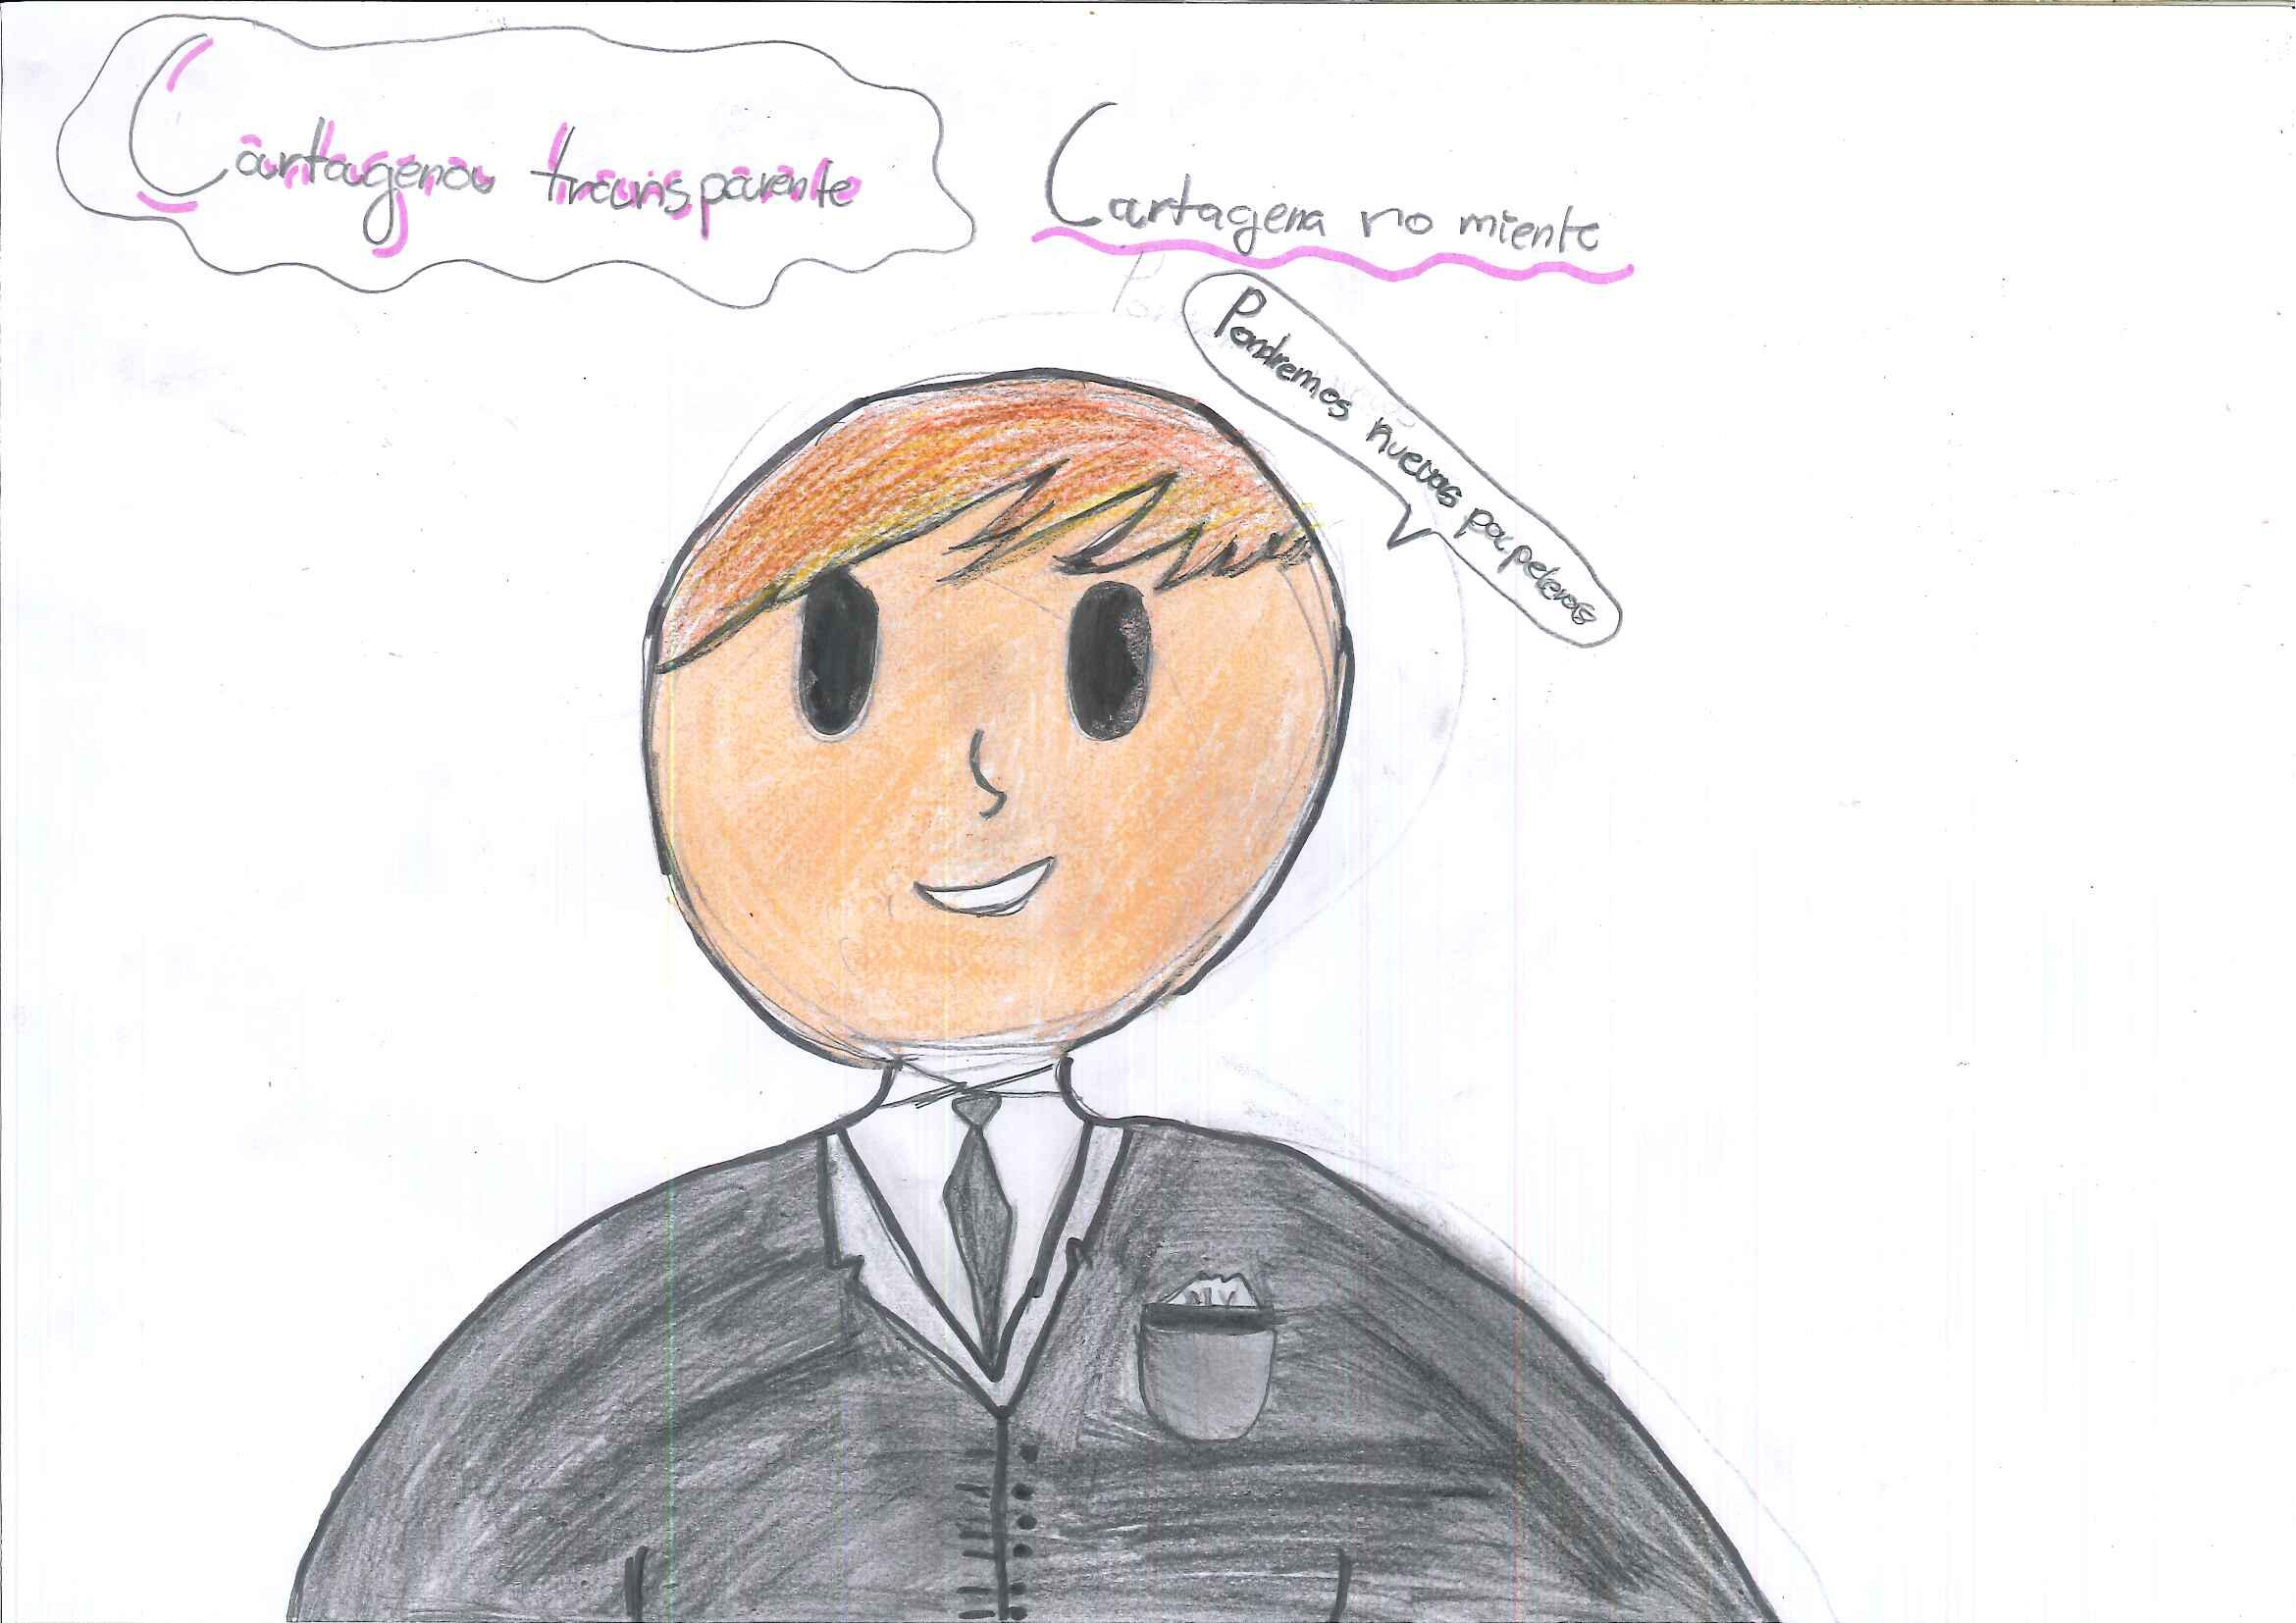 Cartagena transparente
Cartagena no miente
Pondremos nuevas papeleras